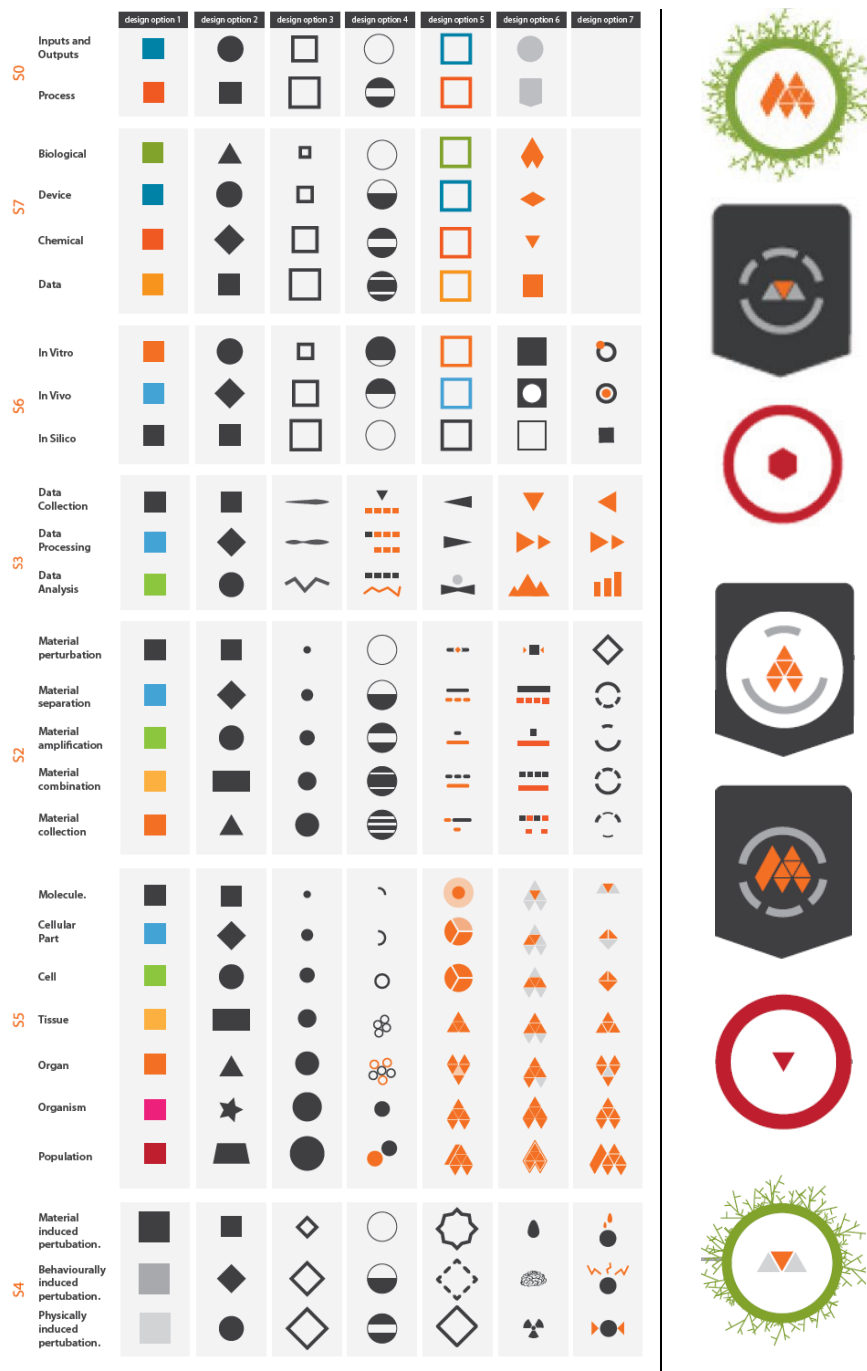 design option 1 design option 2 design option 3 design option 4 design option 5 design option 6 design option 7
S0
Inputs and
Outputs
Process
S7
Biological
Device
Chemical
Data
S6
In Vitro
In Vivo
In Silico
S3
Data
Collection
Data
Processing
Data
Analysis
S2
Material
perturbation
Material
separation
Material
amplification
Material
combination
Material
collection
S5
Molecule.
Cellular
Part
Cell
Tissue
Organ
Organism
Population
S4
Material
induced
pertubation.
Behaviourally
induced
pertubation.
Physically
induced
pertubation.